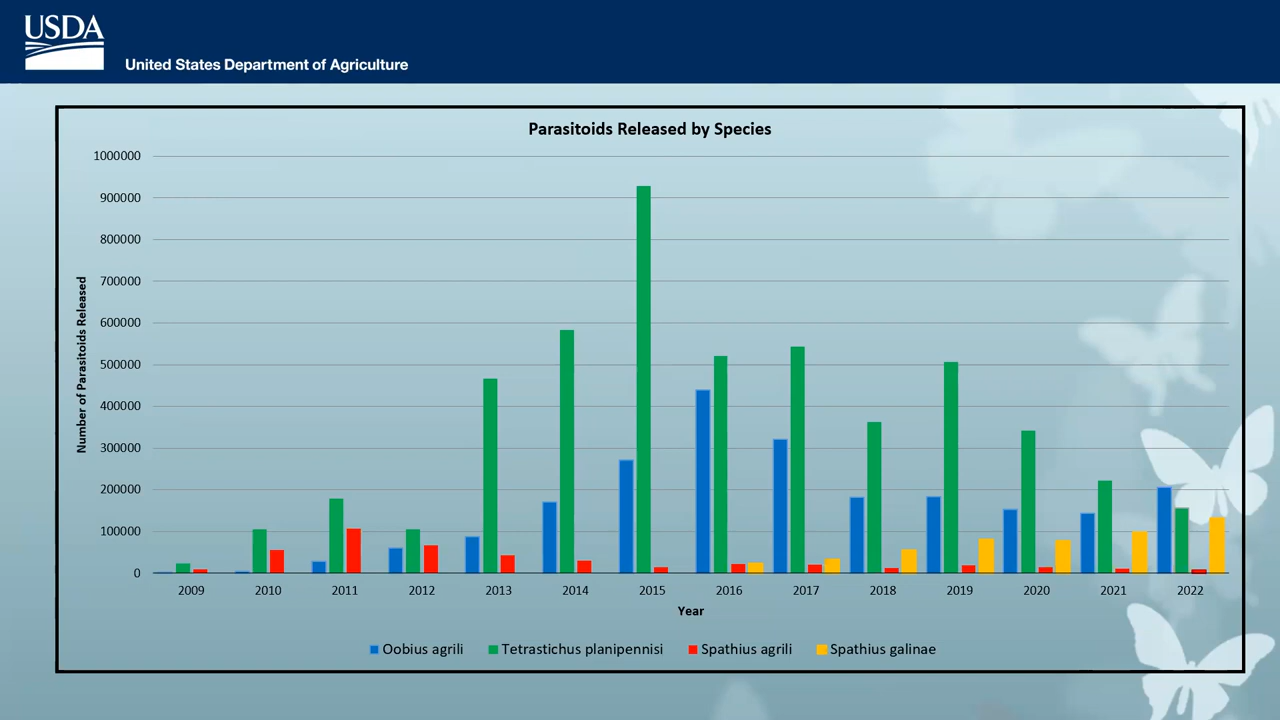 USDA
United States Department of Agriculture
Parasitoids Released by Species
Number of Parasitoids Released
1000000
900000
800000
700000
600000
500000
400000
300000
200000
100000
0
2009 2010 2011 2012 2013 2014 2015 2016 2017 2018 2019 2020 2021 2022
Year
Oobius agrili Tetrastichus planipennisi Spathius agrili Spathius galinae